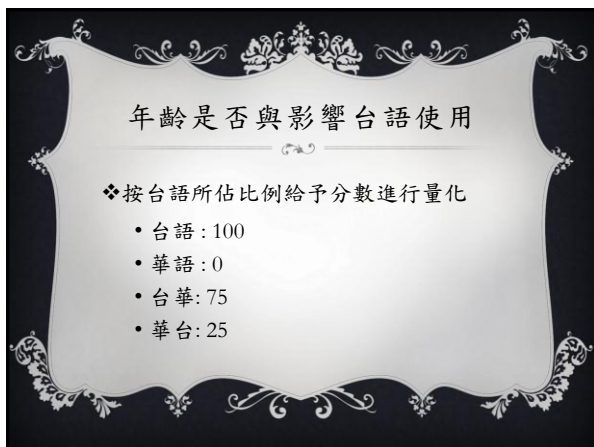 年齡是否與影響台語使用
❖按台語所佔比例給予分數進行量化
• 台語 : 100
• 華語 : 0
• 台華: 75
• 華台: 25